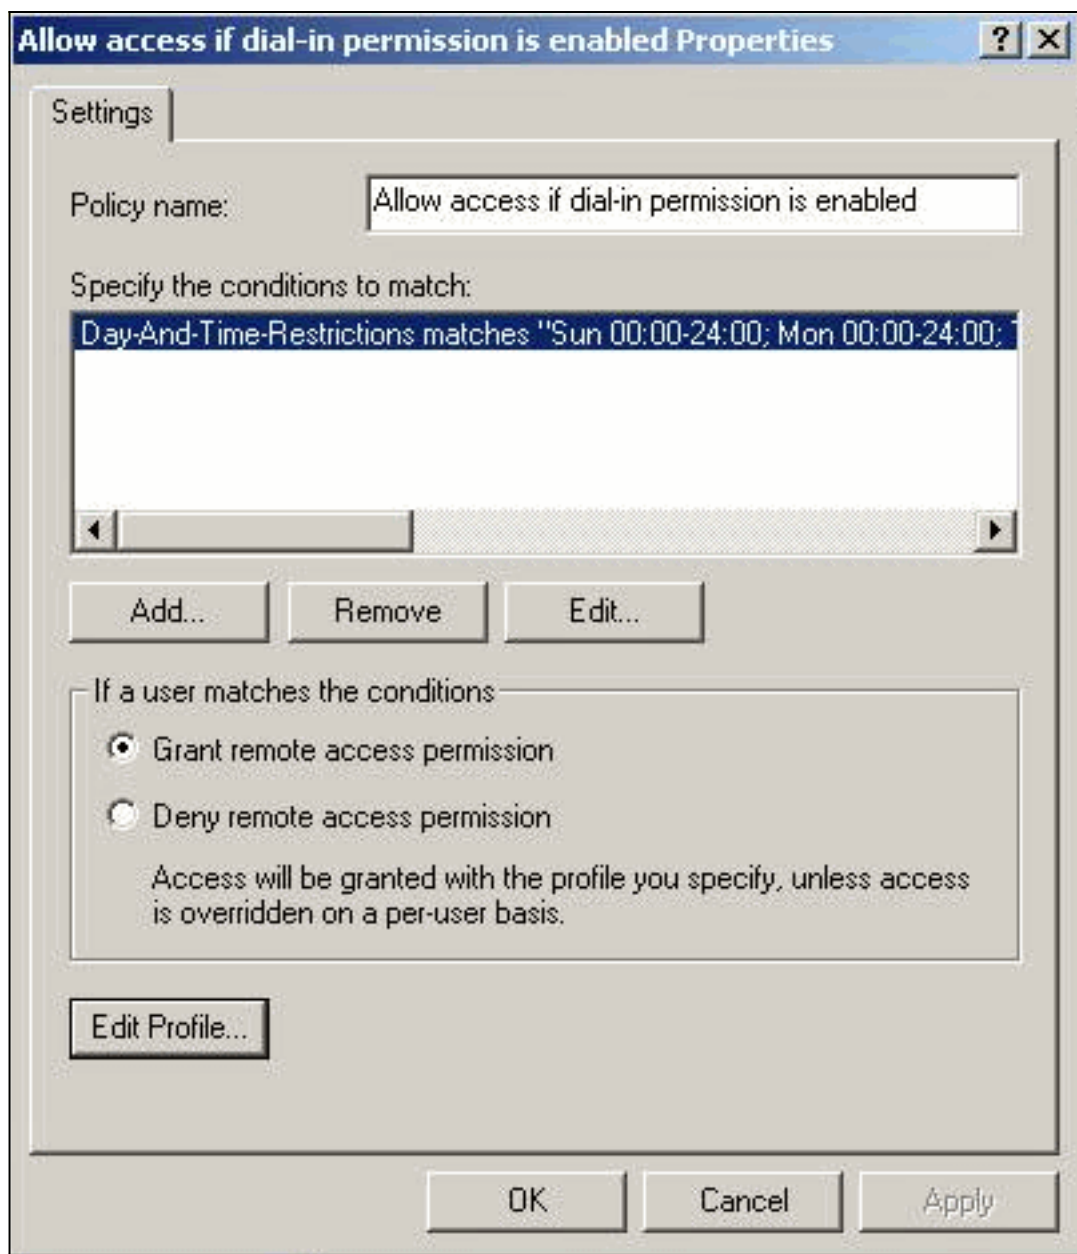 Allow access if dial-in permission is enabled Properties
Settings
Policy name:
Allow access if dial-in permission is enabled
Specify the conditions to match:
Day-And-Time-Restrictions matches "Sun 00:00-24:00; Mon 00:00-24:00;
Add...
Remove
Edit...
If a user matches the conditions
Grant remote access permission
Deny remote access permission
Access will be granted with the profile you specify, unless access
is overridden on a per-user basis.
Edit Profile...
OK
Cancel
Apply